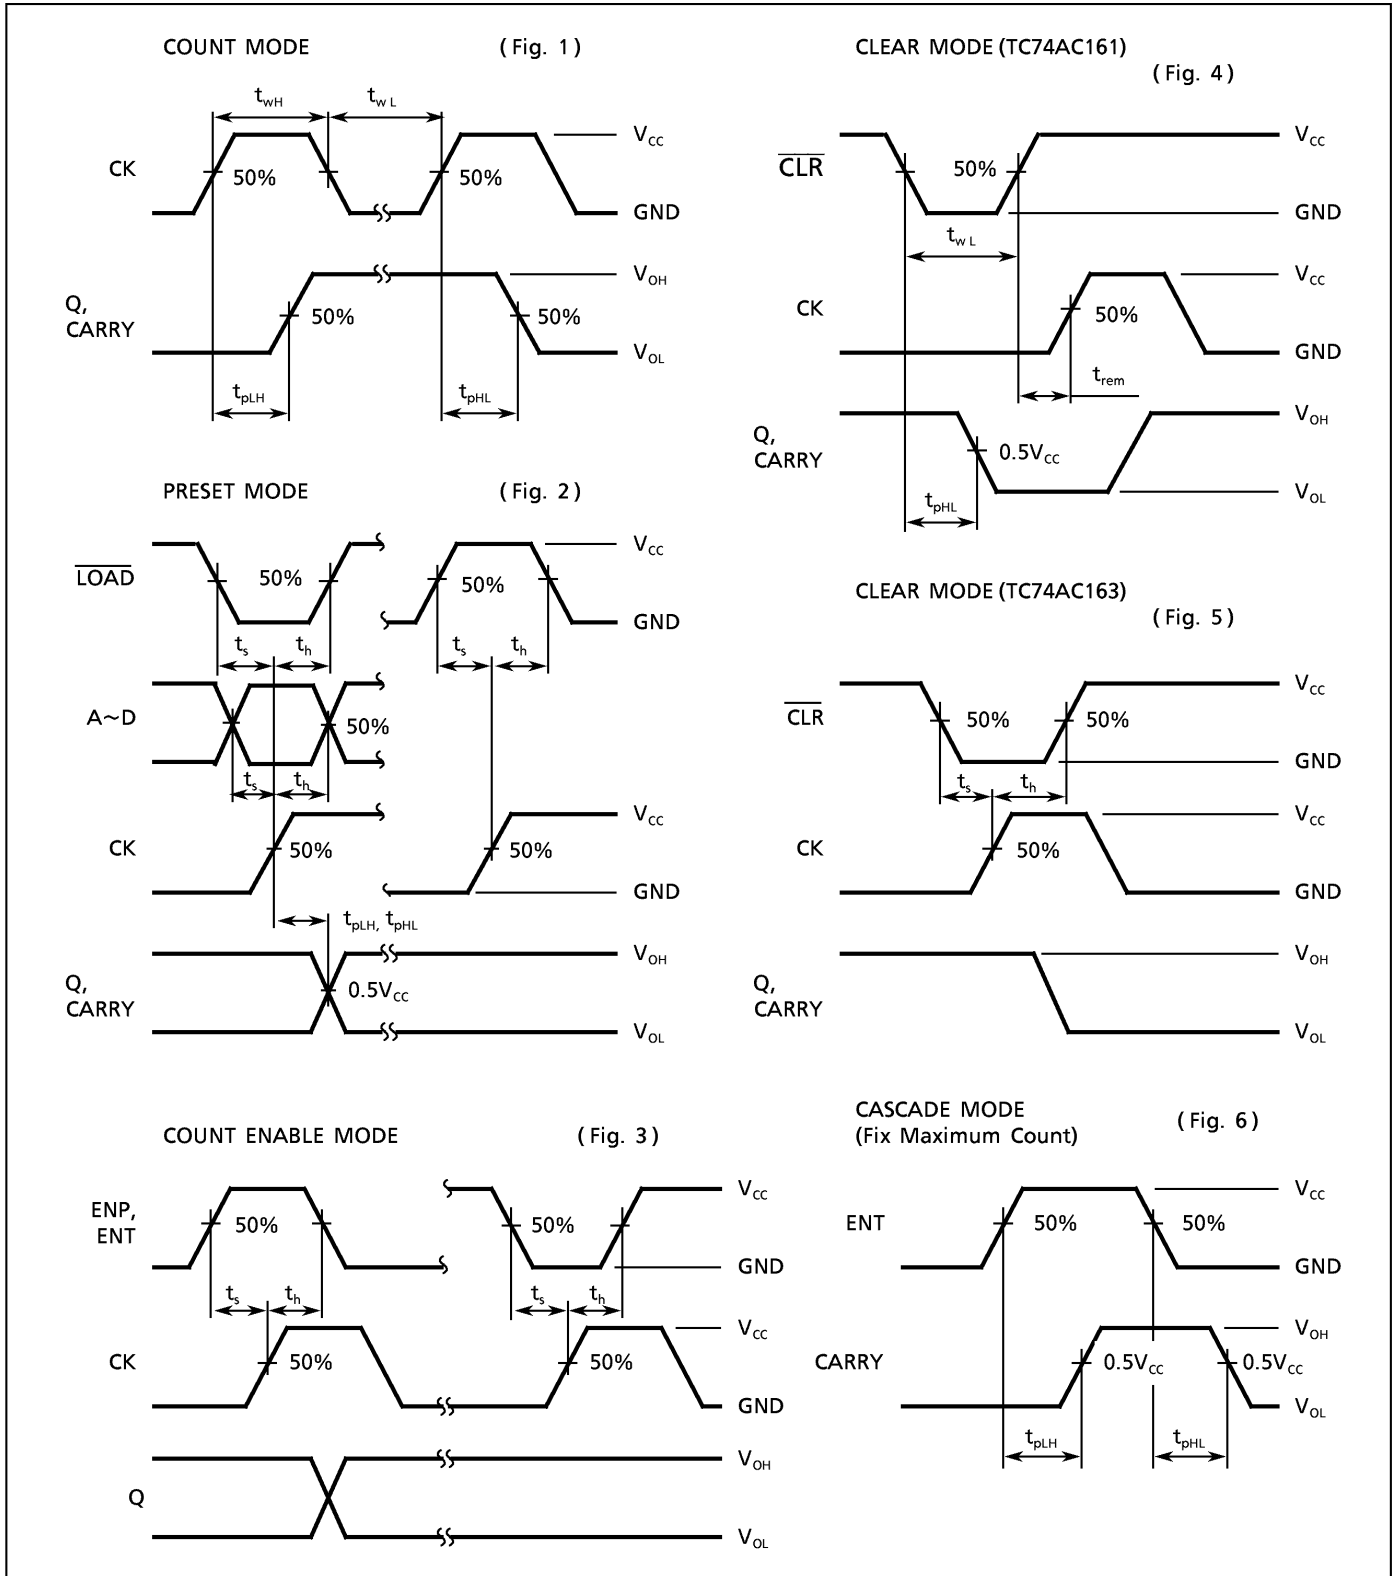 COUNT MODE (Fig. 1)
twH twL
CK 50% 50% VCC
GND
Q,
CARRY 50% 50% VOH
VOL
tpLH tpHL
PRESET MODE (Fig. 2)
LOAD 50% 50% VCC
GND
ts th ts th
A~D 50%
ts th
CK 50% 50% VCC
GND
tpLH, tpHL
Q,
CARRY 0.5VCC VOH
VOL
COUNT ENABLE MODE (Fig. 3)
ENP,
ENT 50% 50% VCC
GND
ts th ts th
CK 50% 50% VCC
GND
Q VOH
VOL
CLEAR MODE (TC74AC161)
(Fig. 4)
CLR 50% VCC
GND
twL
CK 50% VCC
GND
trem
Q,
CARRY 0.5VCC VOH
VOL
tpHL
CLEAR MODE (TC74AC163)
(Fig. 5)
CLR 50% 50% VCC
GND
ts th
CK 50% VCC
GND
Q,
CARRY VOH
VOL
CASCADE MODE (Fig. 6)
(Fix Maximum Count)
ENT 50% 50% VCC
GND
CARRY 0.5VCC 0.5VCC VOH
VOL
tpLH tpHL